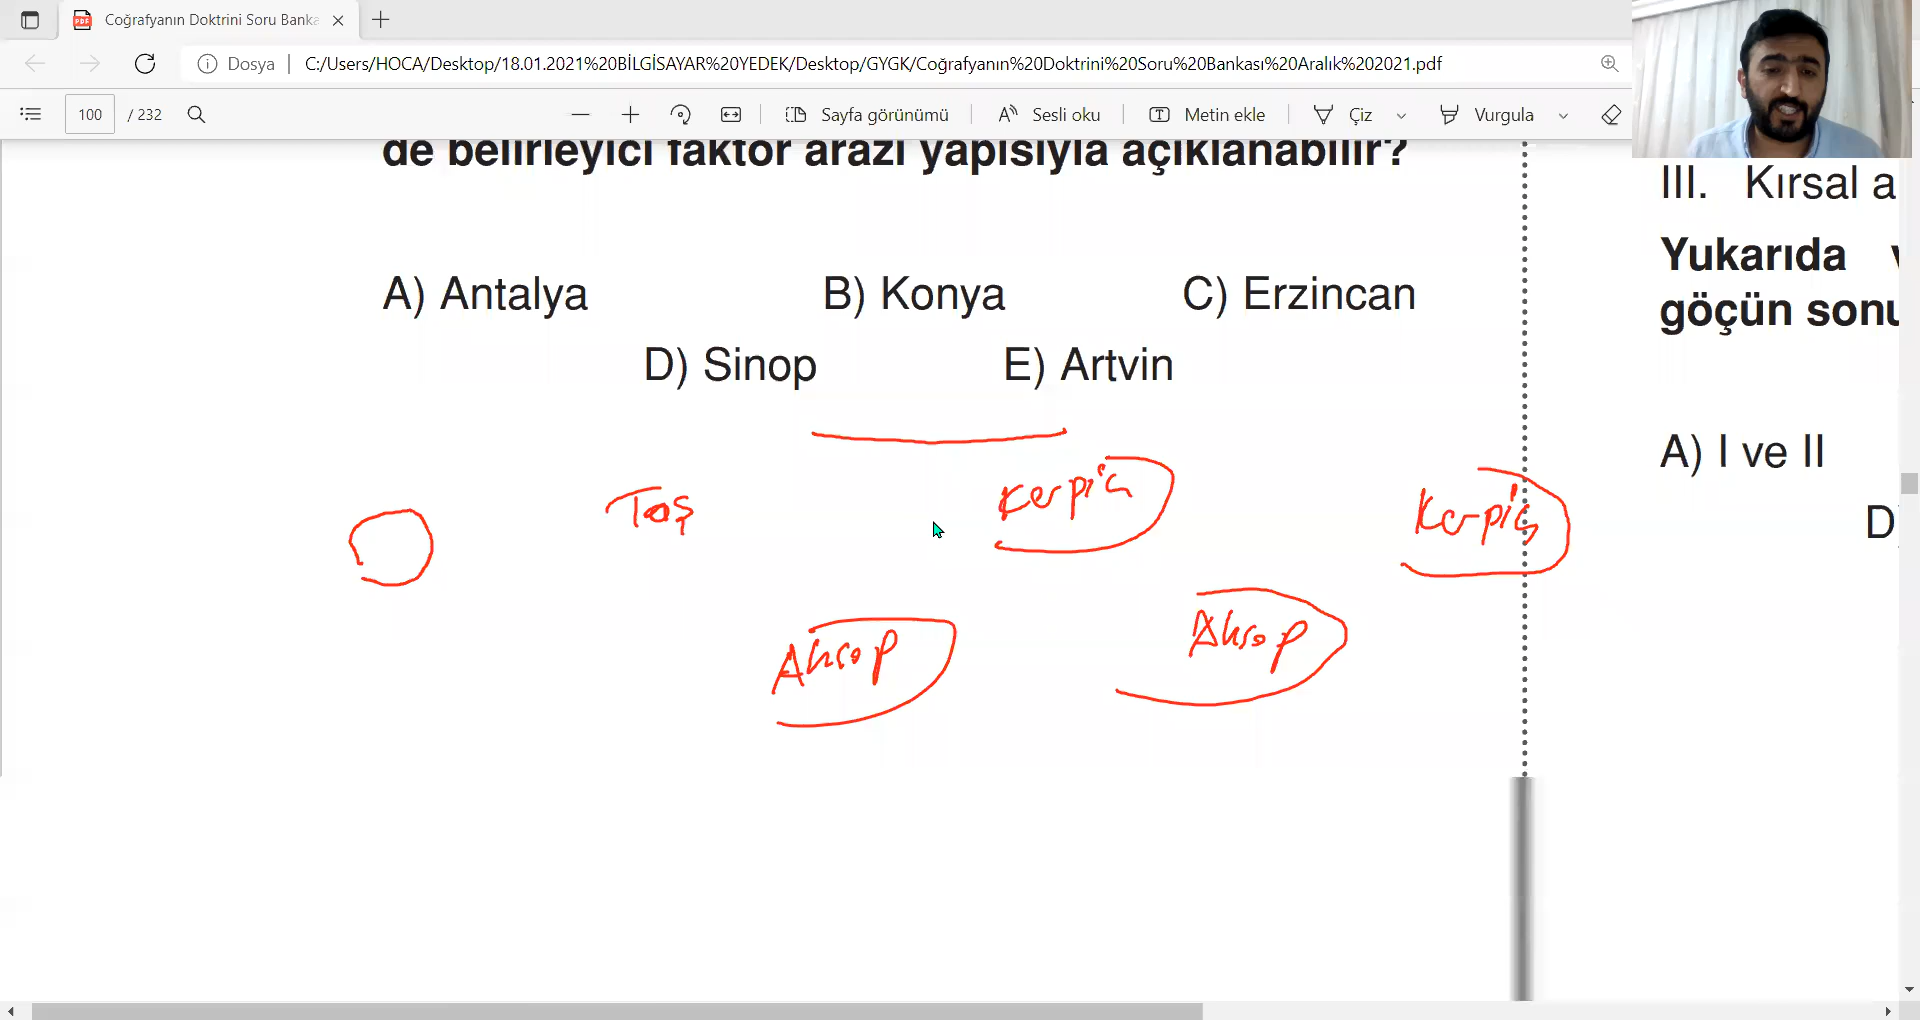 Coğrafyanın Doktrini Soru Banka
Dosya | C:/Users/HOCA/Desktop/18.01.2021%20BİLGİSAYAR%20YEDEK/Desktop/GYGK/Coğrafyanın%20Doktrini%20Soru%20Bankası%20Aralık%202021.pdf
100 / 232 Sayfa görünümü Sesli oku Metin ekle Çiz Vurgula
de belirleyici faktör arazi yapısıyla açıklanabilir?
A) Antalya B) Konya C) Erzincan
D) Sinop E) Artvin
Taş Kerpiç Kerpiç
Ahşap Ahşap
III. Kırsal a
Yukarıda v
göçün sonu
A) I ve II
D)